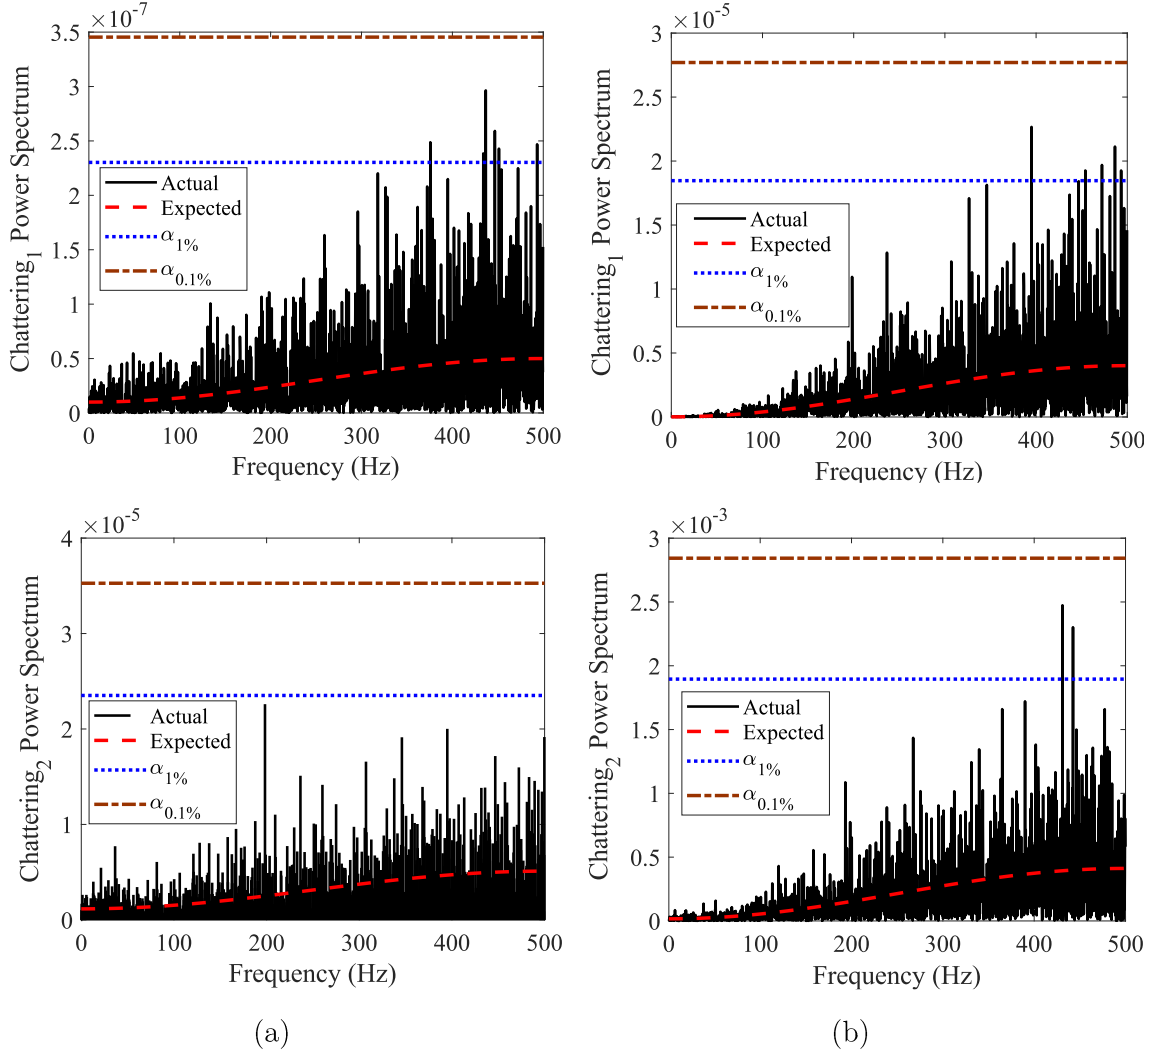 ×10-7
3.5
3
2.5
2
1.5
1
0.5
0
0 100 200 300 400 500
Frequency (Hz)
Chattering1 Power Spectrum
Actual
Expected
α1%
α0.1%
×10-5
3
2.5
2
1.5
1
0.5
0
0 100 200 300 400 500
Frequency (Hz)
Chattering1 Power Spectrum
Actual
Expected
α1%
α0.1%
×10-5
4
3
2
1
0
0 100 200 300 400 500
Frequency (Hz)
Chattering2 Power Spectrum
Actual
Expected
α1%
α0.1%
×10-3
3
2.5
2
1.5
1
0.5
0
0 100 200 300 400 500
Frequency (Hz)
Chattering2 Power Spectrum
Actual
Expected
α1%
α0.1%
(a) (b)